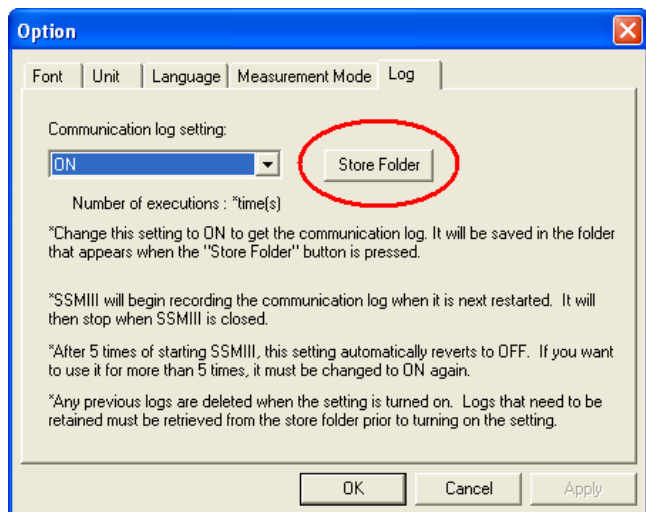 Option
Font Unit Language Measurement Mode Log
Communication log setting:
ON Store Folder
Number of executions : *time(s)
*Change this setting to ON to get the communication log. It will be saved in the folder
that appears when the "Store Folder" button is pressed.
*SSMIII will begin recording the communication log when it is next restarted. It will
then stop when SSMIII is closed.
*After 5 times of starting SSMIII, this setting automatically reverts to OFF. If you want
to use it for more than 5 times, it must be changed to ON again.
*Any previous logs are deleted when the setting is turned on. Logs that need to be
retained must be retrieved from the store folder prior to turning on the setting.
OK Cancel Apply